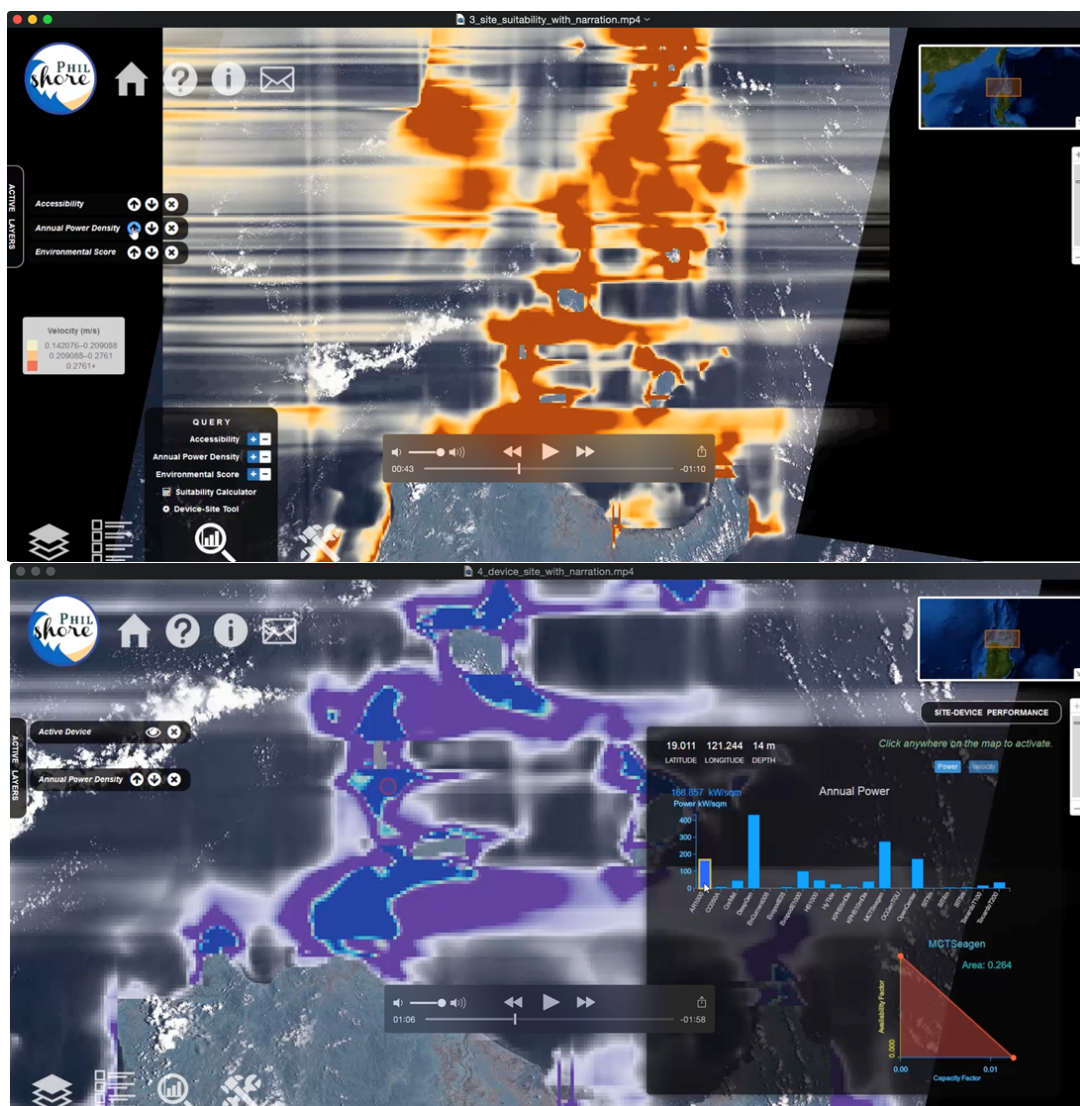 3_site_suitability_with_narration.mp4
PHIL
shore
ACTIVE LAYERS
Accessibility
Annual Power Density
Environmental Score
Velocity (m/s)
0.142076–0.209088
0.209088–0.2761
0.2761+
QUERY
Accessibility + −
Annual Power Density + −
Environmental Score + −
Suitability Calculator
Device-Site Tool
00:43
-01:10
4_device_site_with_narration.mp4
PHIL
shore
ACTIVE LAYERS
Active Device
Annual Power Density
SITE-DEVICE PERFORMANCE
19.011 121.244 14 m
LATITUDE LONGITUDE DEPTH
Click anywhere on the map to activate.
Power Velocity
166.857 kW/sqm
Power kW/sqm
Annual Power
400
300
200
100
0
MCTSeagen
OpenCenter
MCTSeagen
Area: 0.264
Availability Factor
0.000
0.00 0.01
Capacity Factor
01:06
-01:58